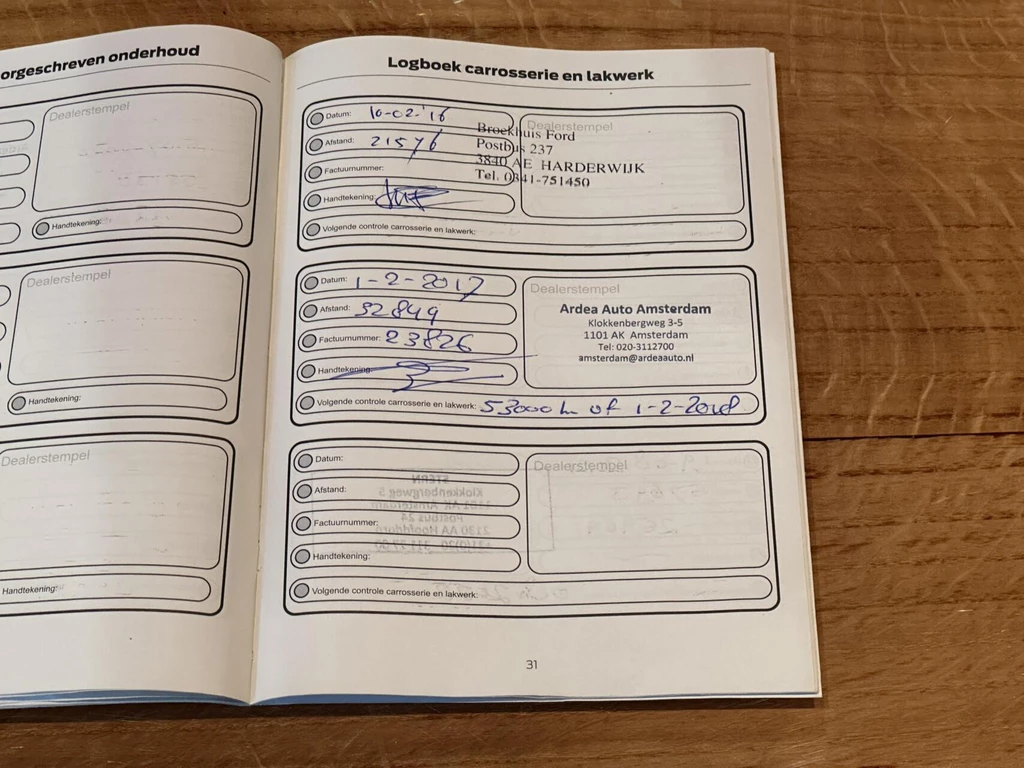 orgeschreven onderhoud
Dealerstempel
Handtekening:
Dealerstempel
Handtekening:
Dealerstempel
Handtekening:
Logboek carrosserie en lakwerk
Datum: 10-02-'16
Afstand: 21576
Factuurnummer:
Handtekening:
Volgende controle carrosserie en lakwerk:
Dealerstempel
Broekhuis Ford
Postbus 237
3840 AE HARDERWIJK
Tel. 0341-751450
Datum: 1-2-2017
Afstand: 32849
Factuurnummer: 23826
Handtekening:
Volgende controle carrosserie en lakwerk: 53000 of 1-2-2018
Dealerstempel
Ardea Auto Amsterdam
Klokkenbergweg 3-5
1101 AK Amsterdam
Tel: 020-3112700
amsterdam@ardeaauto.nl
Datum:
Afstand:
Factuurnummer:
Handtekening:
Volgende controle carrosserie en lakwerk:
Dealerstempel
31